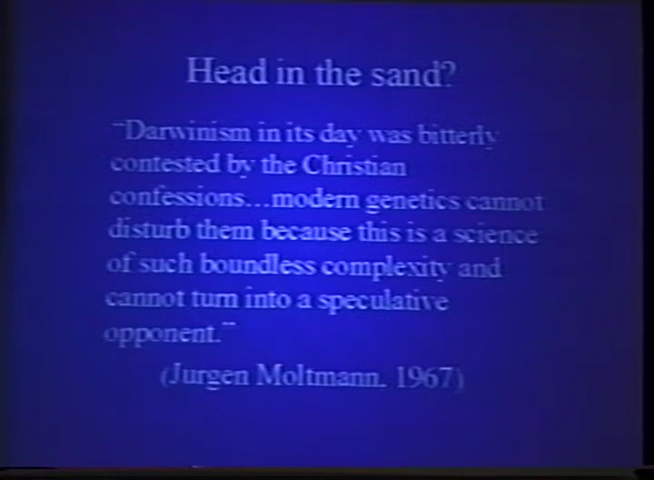 Head in the sand?
"Darwinism in its day was bitterly
contested by the Christian
confessions...modern genetics cannot
disturb them because this is a science
of such boundless complexity and
cannot turn into a speculative
opponent."
(Jurgen Moltmann. 1967)